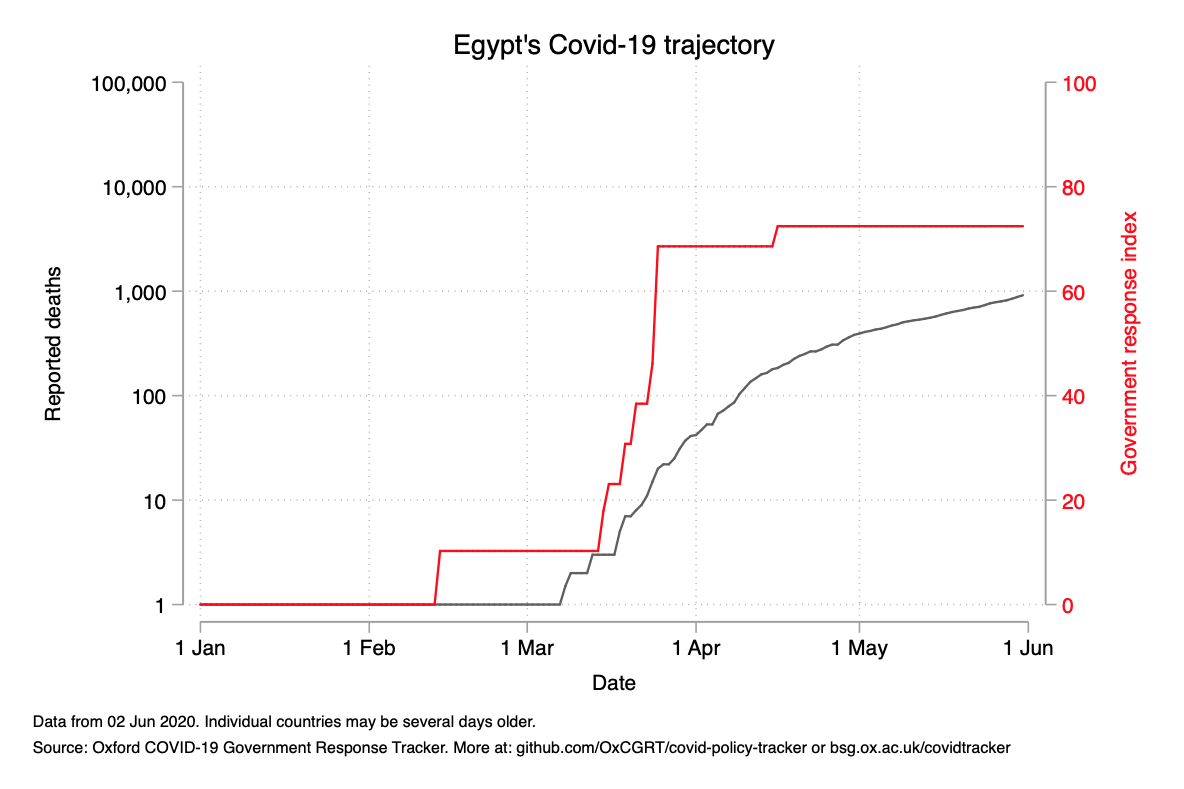 Egypt's Covid-19 trajectory
100,000
10,000
1,000
100
10
1
Reported deaths
100
80
60
40
20
0
Government response index
1 Jan
1 Feb
1 Mar
1 Apr
1 May
1 Jun
Date
Data from 02 Jun 2020. Individual countries may be several days older.
Source: Oxford COVID-19 Government Response Tracker. More at: github.com/OxCGRT/covid-policy-tracker or bsg.ox.ac.uk/covidtracker